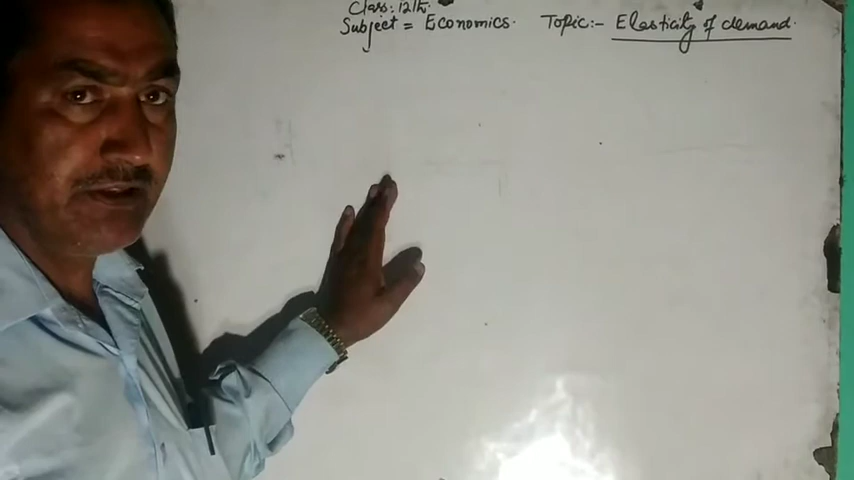 Class: 12th
Subject = Economics. Topic:- Elasticity of demand.